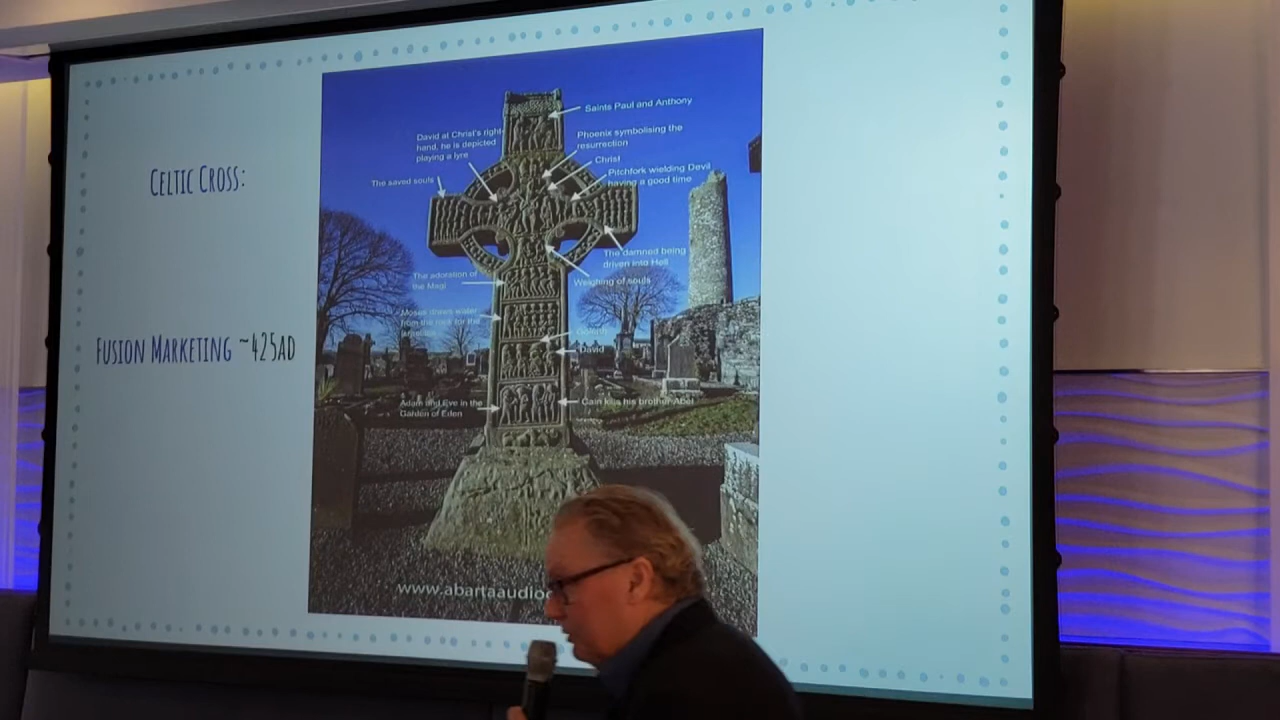 CELTIC CROSS:
FUSION MARKETING ~425AD
Saints Paul and Anthony
David at Christ's right-
hand, he is depicted
playing a lyre
Phoenix symbolising the
resurrection
Christ
The saved souls
Pitchfork wielding Devil
having a good time
The damned being
driven into Hell
Weighing of souls
The adoration of
the Magi
Moses draws water
from the rock for the
Israelites
Goliath
David
Adam and Eve in the
Garden of Eden
Cain kills his brother Abel
www.abartaaudio